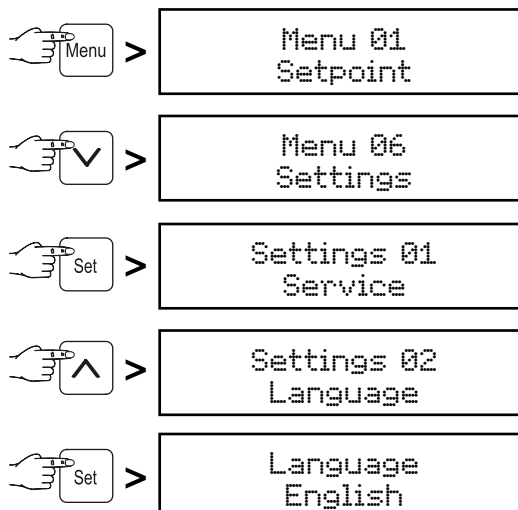 Menu > Menu 01
Setpoint
> Menu 06
Settings
Set > Settings 01
Service
> Settings 02
Language
Set > Language
English